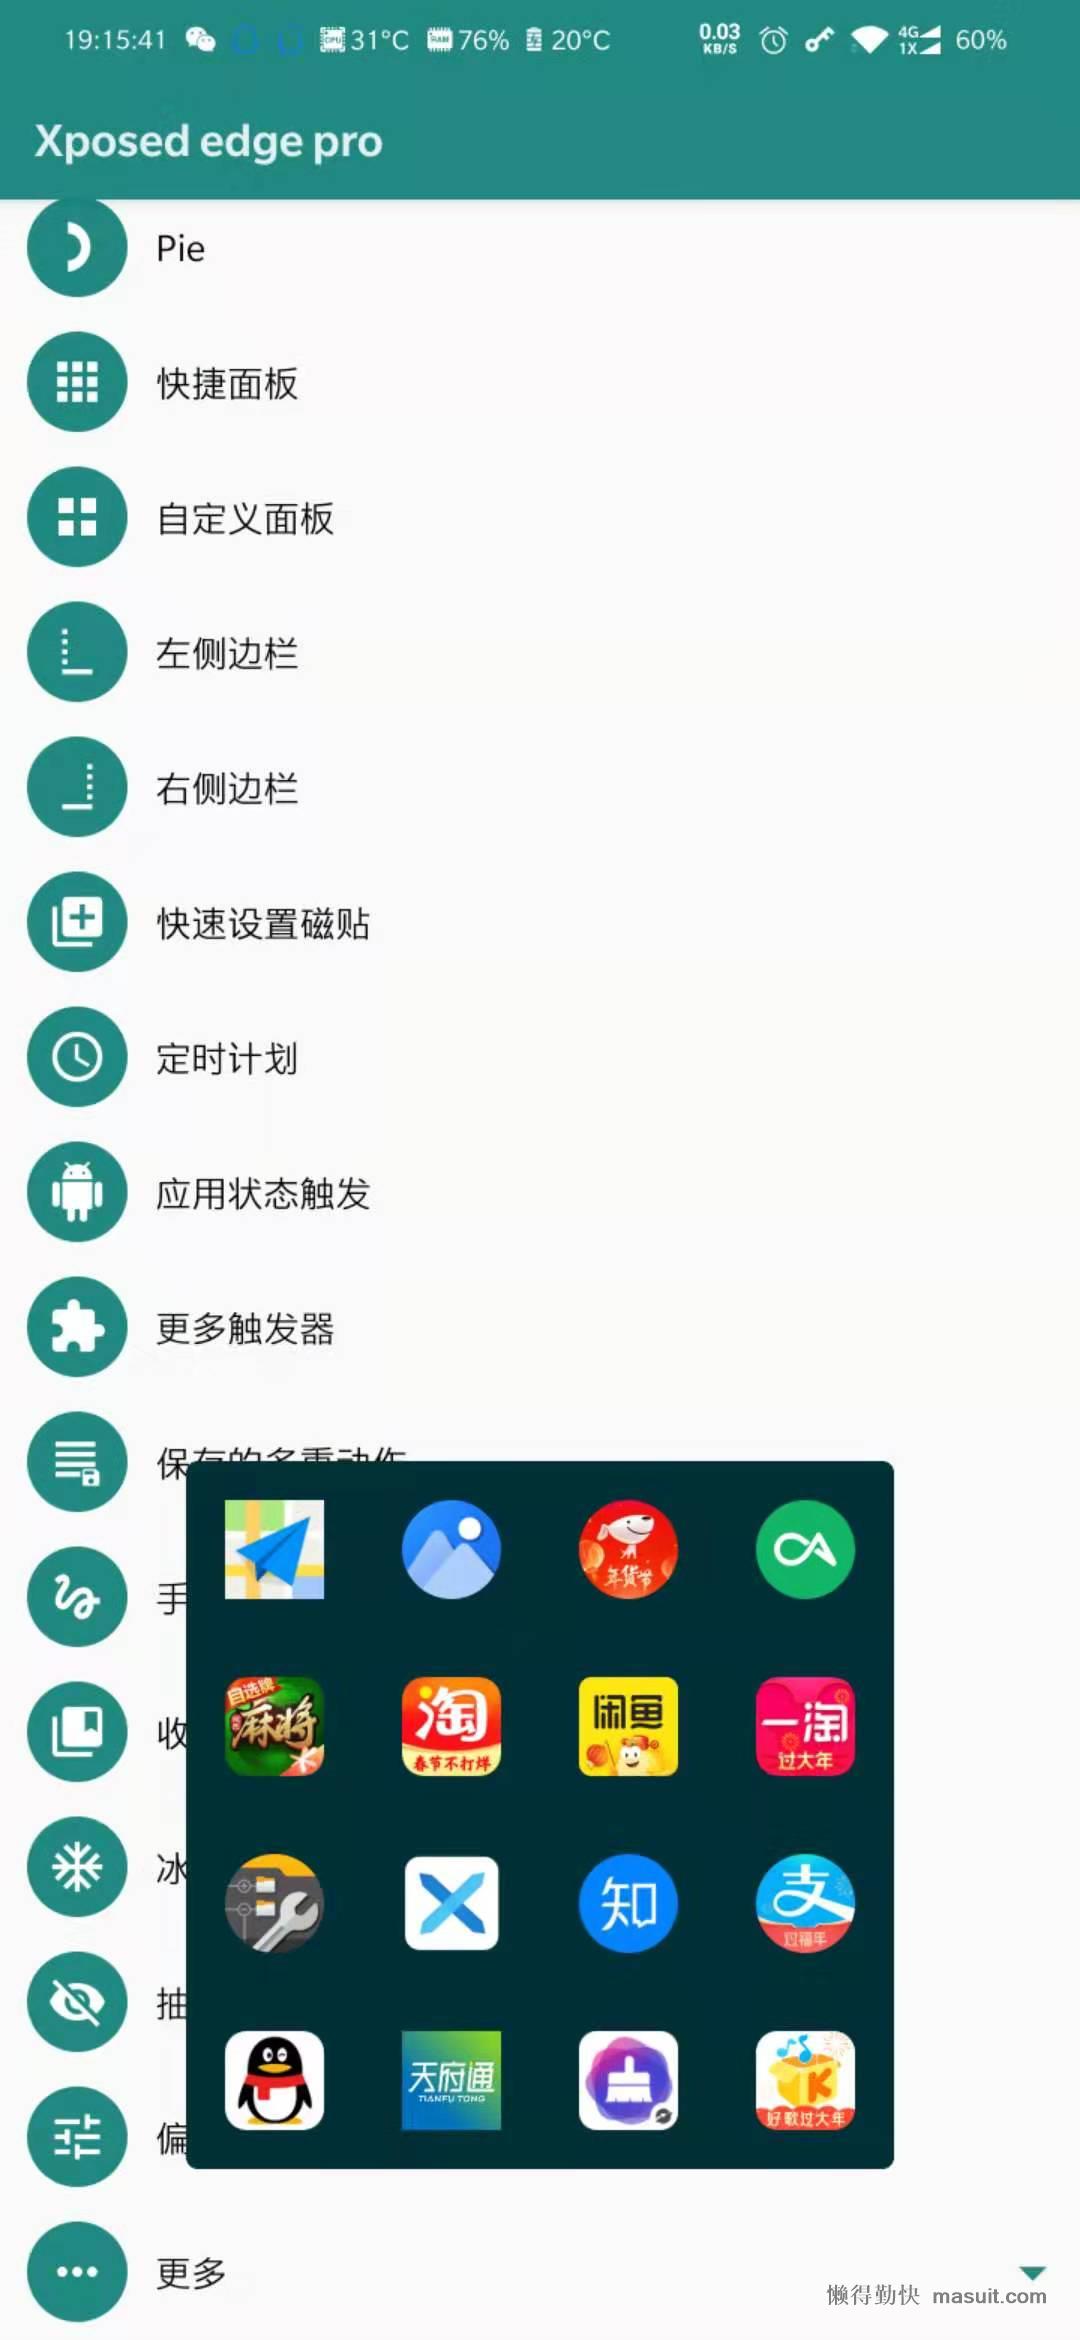 19:15:41 CPU 31°C RAM 76% 20°C 0.03 KB/S 4G 1X 60%
Xposed edge pro
Pie
快捷面板
自定义面板
左侧边栏
右侧边栏
快速设置磁贴
定时计划
应用状态触发
更多触发器
保存的多重动作
年货节
手
自选牌
麻将
淘
春节不打烊
闲鱼
一淘
过大年
收
冰
知
支
过福年
抽
天府通
TIANFU TONG
K
好歌过大年
偏
更多
懒得勤快 masuit.com